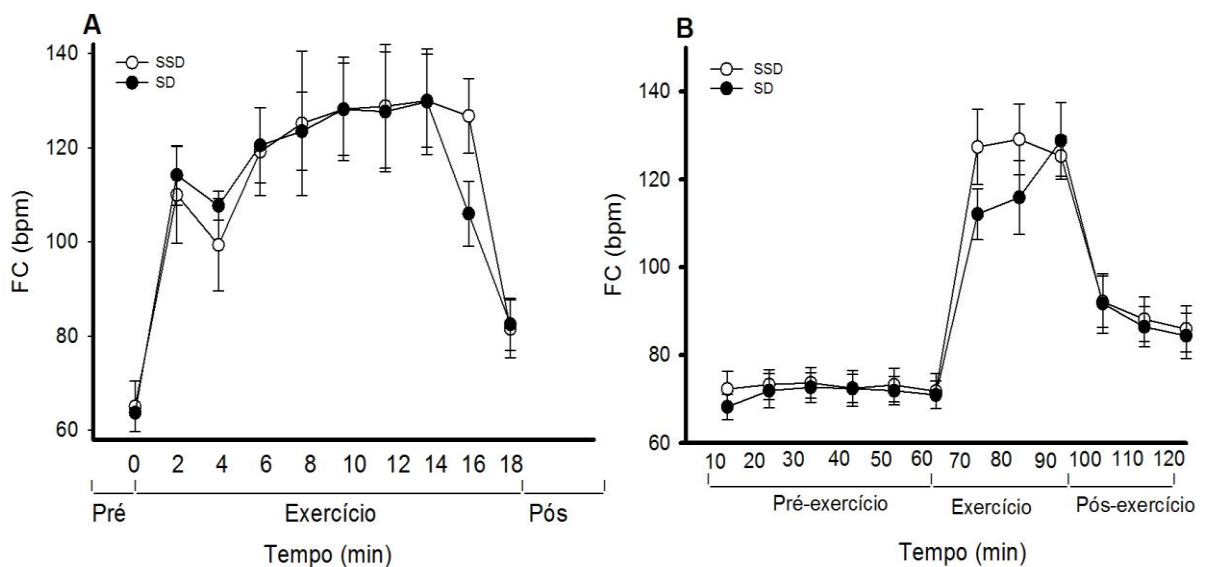 A
SSD
SD
FC (bpm)
140
120
100
80
60
0 2 4 6 8 10 12 14 16 18
Pré Exercício Pós
Tempo (min)
B
SSD
SD
FC (bpm)
140
120
100
80
60
10 20 30 40 50 60 70 80 90 100 110 120
Pré-exercício Exercício Pós-exercício
Tempo (min)